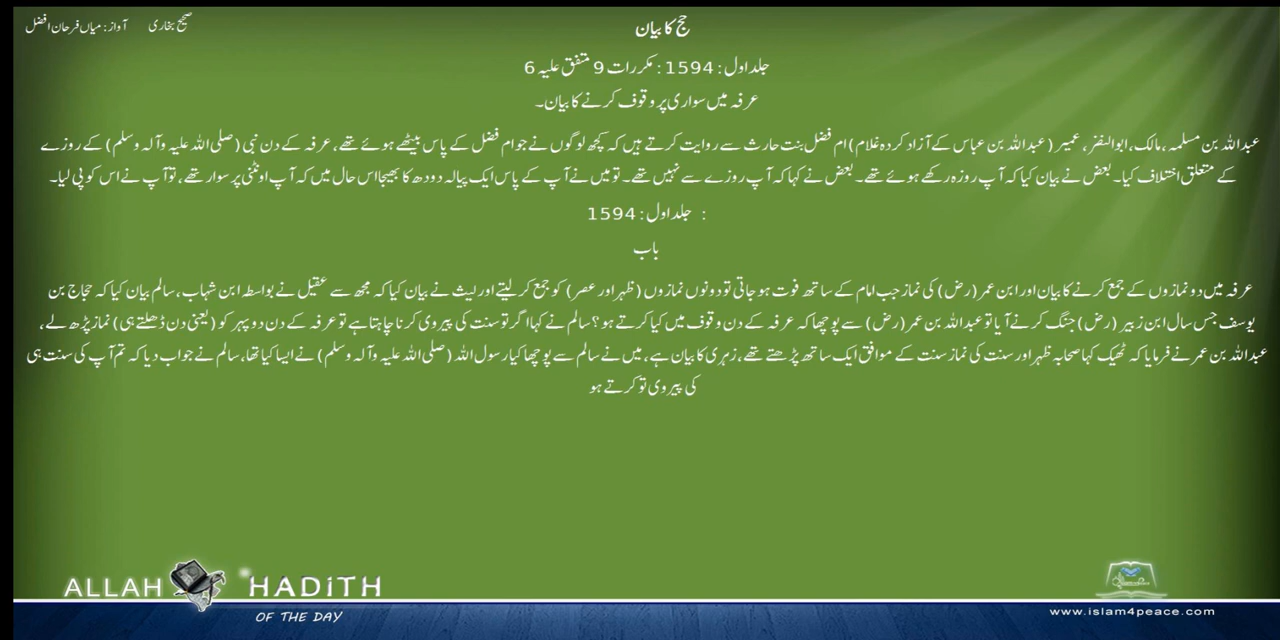 صحیح بخاری آواز: میاں فرحان افضل
حج کا بیان
جلد اول: 1594 : مکررات 9 متفق علیہ 6
عرفہ میں سواری پر وقوف کرنے کا بیان۔
عبداللہ بن مسلمہ، مالک، ابوالنفر، عمیر (عبداللہ بن عباس کے آزاد کردہ غلام) ام فضل بنت حارث سے روایت کرتے ہیں کہ کچھ لوگوں نے جو ام فضل کے پاس بیٹھے ہوئے تھے، عرفہ کے دن نبی (صلی اللہ علیہ وآلہ وسلم) کے روزے
کے متعلق اختلاف کیا۔ بعض نے بیان کیا کہ آپ روزہ رکھے ہوئے تھے۔ بعض نے کہا کہ آپ روزے سے نہیں تھے۔ تو میں نے آپ کے پاس ایک پیالہ دودھ کا بھیجا اس حال میں کہ آپ اونٹنی پر سوار تھے، تو آپ نے اس کو پی لیا۔
: جلد اول: 1594
باب
عرفہ میں دو نمازوں کے جمع کرنے کا بیان اور ابن عمر (رض) کی نماز جب امام کے ساتھ فوت ہو جاتی تو دونوں نمازوں (ظہر اور عصر) کو جمع کر لیتے اور لیث نے بیان کیا کہ مجھ سے عقیل نے بواسطہ ابن شہاب، سالم بیان کیا کہ حجاج بن
یوسف جس سال ابن زبیر (رض) جنگ کرنے آیا تو عبداللہ بن عمر (رض) سے پوچھا کہ عرفہ کے دن وقوف میں کیا کرتے ہو؟ سالم نے کہا اگر تو سنت کی پیروی کرنا چاہتا ہے تو عرفہ کے دن دوپہر کو (یعنی دن ڈھلتے ہی) نماز پڑھ لے،
عبداللہ بن عمر نے فرمایا کہ ٹھیک کہا صحابہ ظہر اور سنت کی نماز سنت کے موافق ایک ساتھ پڑھتے تھے، زہری کا بیان ہے، میں نے سالم سے پوچھا کیا رسول اللہ (صلی اللہ علیہ وآلہ وسلم) نے ایسا کیا تھا، سالم نے جواب دیا کہ تم آپ کی سنت ہی
کی پیروی تو کرتے ہو
ALLAH HADITH
OF THE DAY
www.islam4peace.com